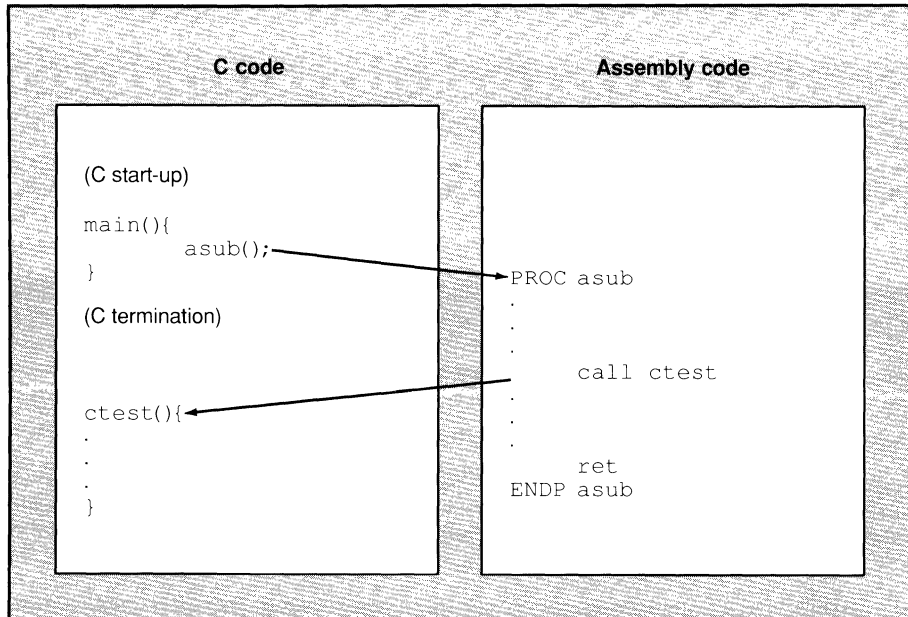 C code
(C start-up)
main(){
asub();
}
(C termination)
ctest(){
.
.
.
}
Assembly code
PROC asub
.
.
.
call ctest
.
.
.
ret
ENDP asub